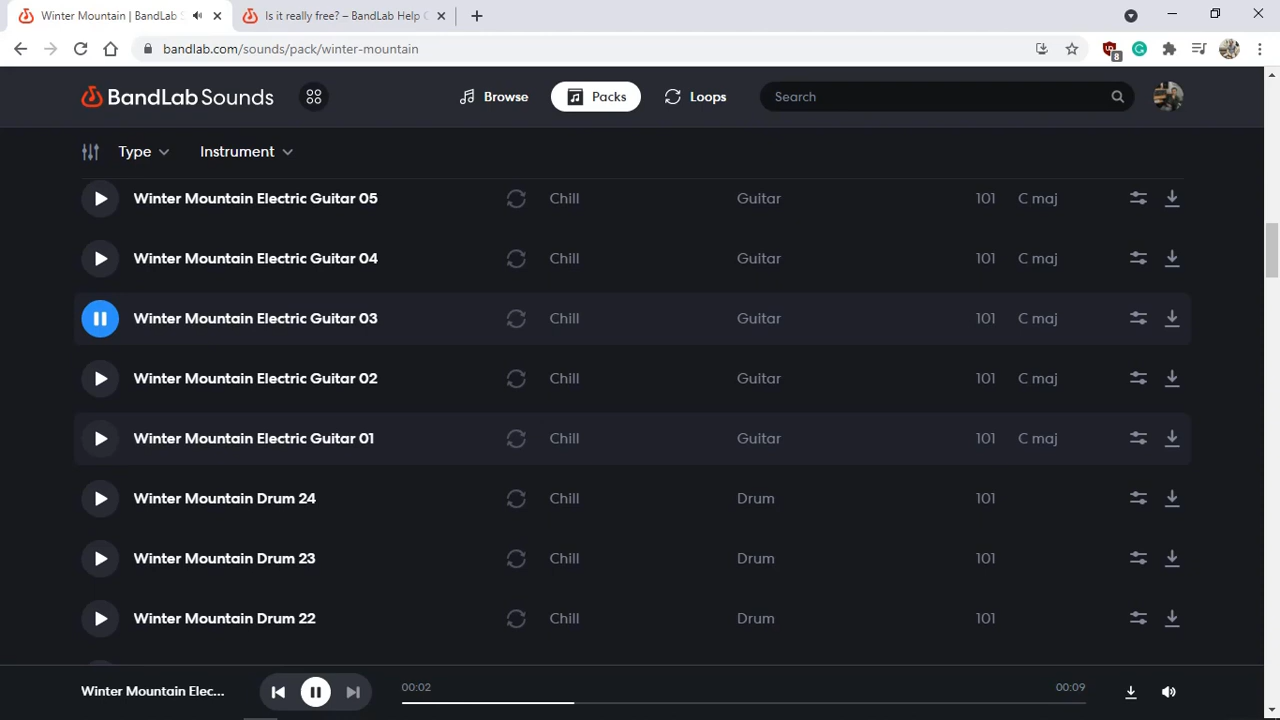 Winter Mountain | BandLab S
Is it really free? – BandLab Help C
bandlab.com/sounds/pack/winter-mountain
8
BandLab Sounds
Browse
Packs
Loops
Search
Type
Instrument
Winter Mountain Electric Guitar 05 Chill Guitar 101 C maj
Winter Mountain Electric Guitar 04 Chill Guitar 101 C maj
Winter Mountain Electric Guitar 03 Chill Guitar 101 C maj
Winter Mountain Electric Guitar 02 Chill Guitar 101 C maj
Winter Mountain Electric Guitar 01 Chill Guitar 101 C maj
Winter Mountain Drum 24 Chill Drum 101
Winter Mountain Drum 23 Chill Drum 101
Winter Mountain Drum 22 Chill Drum 101
Winter Mountain Elec...
00:02
00:09